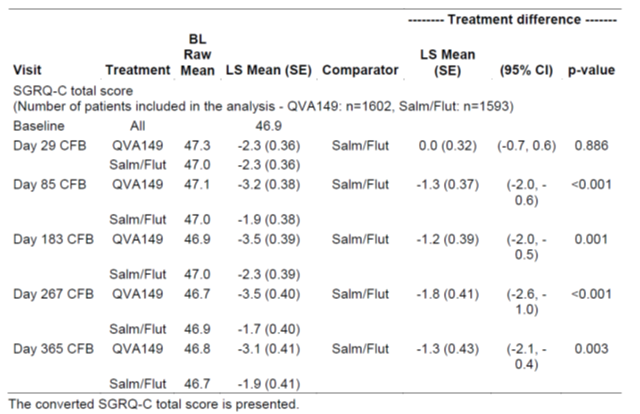 -------- Treatment difference -------
Visit Treatment BL Raw Mean LS Mean (SE) Comparator LS Mean (SE) (95% CI) p-value
SGRQ-C total score
(Number of patients included in the analysis - QVA149: n=1602, Salm/Flut: n=1593)
Baseline All 46.9
Day 29 CFB QVA149 47.3 -2.3 (0.36) Salm/Flut 0.0 (0.32) (-0.7, 0.6) 0.886
Salm/Flut 47.0 -2.3 (0.36)
Day 85 CFB QVA149 47.1 -3.2 (0.38) Salm/Flut -1.3 (0.37) (-2.0, -0.6) <0.001
Salm/Flut 47.0 -1.9 (0.38)
Day 183 CFB QVA149 46.9 -3.5 (0.39) Salm/Flut -1.2 (0.39) (-2.0, -0.5) 0.001
Salm/Flut 47.0 -2.3 (0.39)
Day 267 CFB QVA149 46.7 -3.5 (0.40) Salm/Flut -1.8 (0.41) (-2.6, -1.0) <0.001
Salm/Flut 46.9 -1.7 (0.40)
Day 365 CFB QVA149 46.8 -3.1 (0.41) Salm/Flut -1.3 (0.43) (-2.1, -0.4) 0.003
Salm/Flut 46.7 -1.9 (0.41)
The converted SGRQ-C total score is presented.